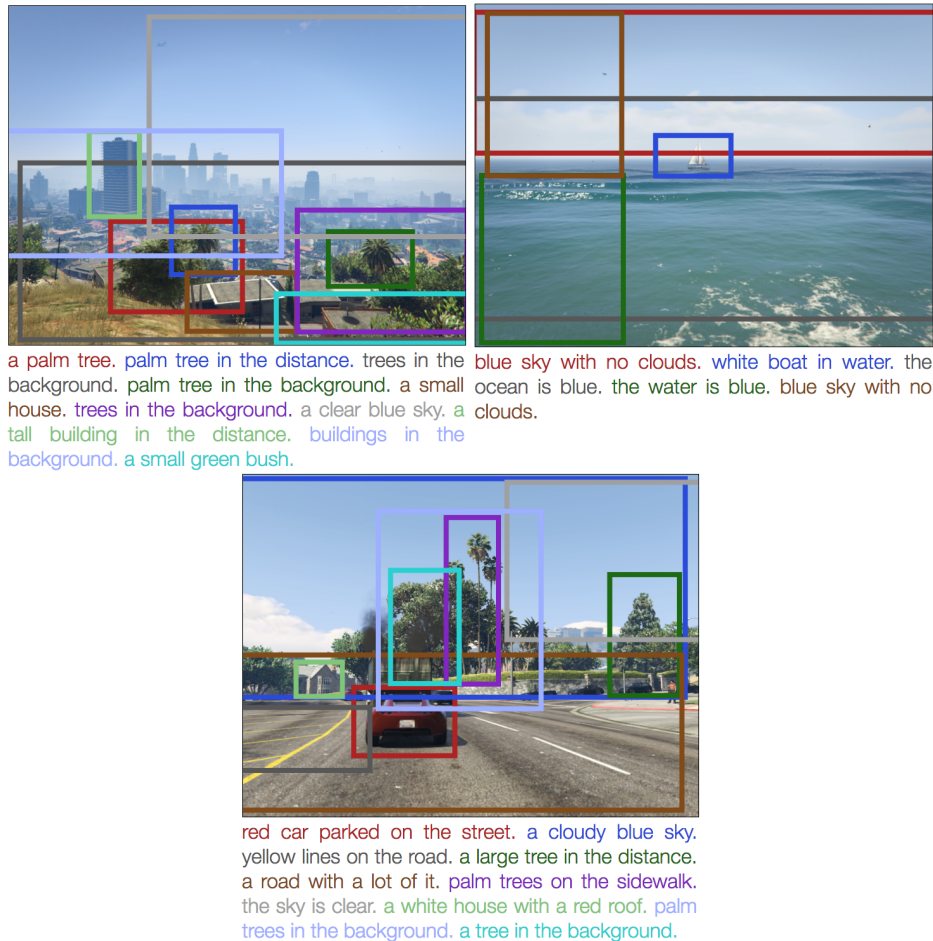 a palm tree. palm tree in the distance. trees in the
background. palm tree in the background. a small
house. trees in the background. a clear blue sky. a
tall building in the distance. buildings in the
background. a small green bush.
blue sky with no clouds. white boat in water. the
ocean is blue. the water is blue. blue sky with no
clouds.
red car parked on the street. a cloudy blue sky.
yellow lines on the road. a large tree in the distance.
a road with a lot of it. palm trees on the sidewalk.
the sky is clear. a white house with a red roof. palm
trees in the background. a tree in the background.